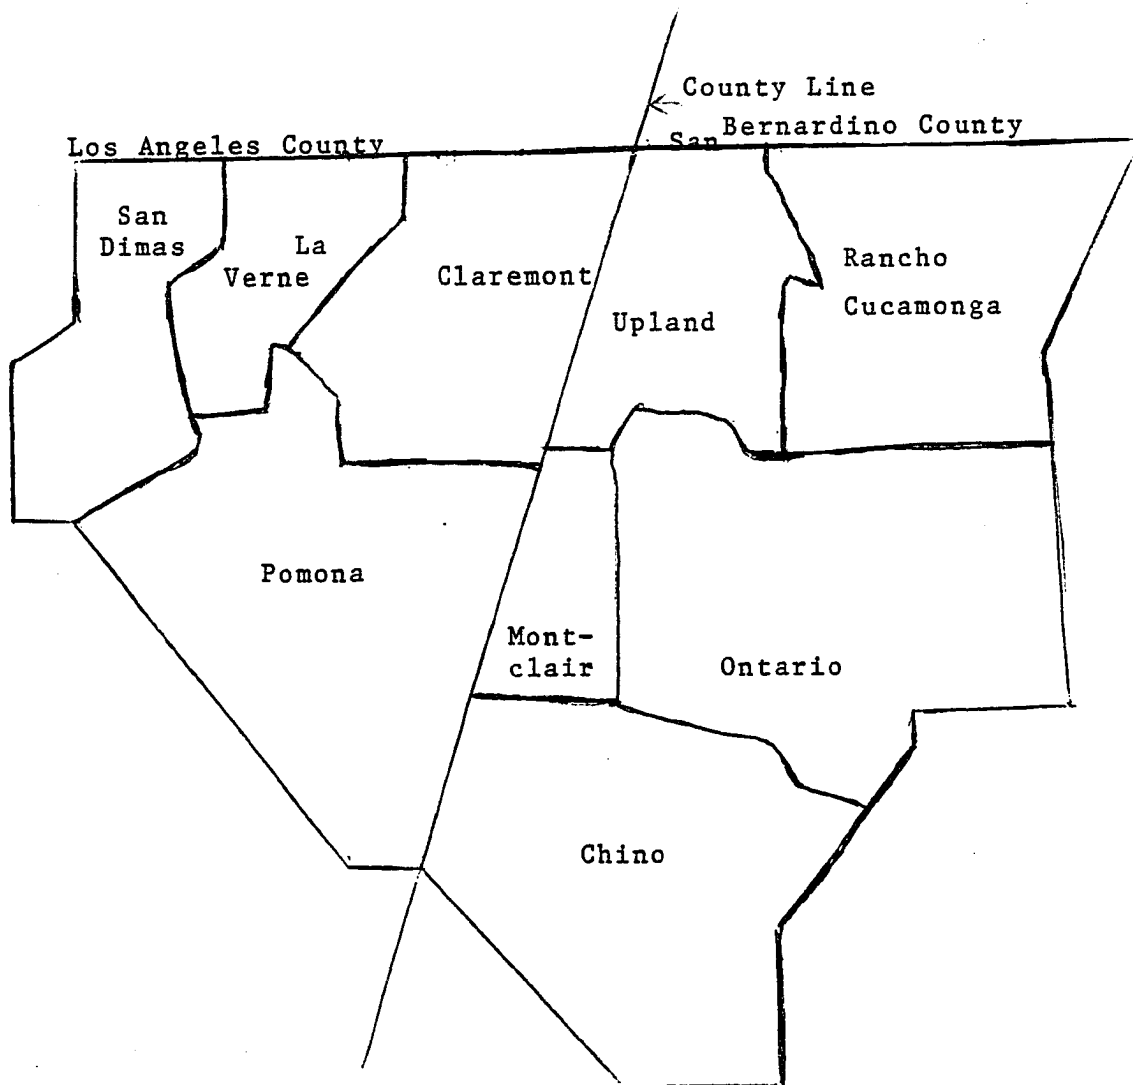 County Line
Los Angeles County
San Bernardino County
San
Dimas
La
Verne
Claremont
Rancho
Cucamonga
Upland
Pomona
Mont-
clair
Ontario
Chino